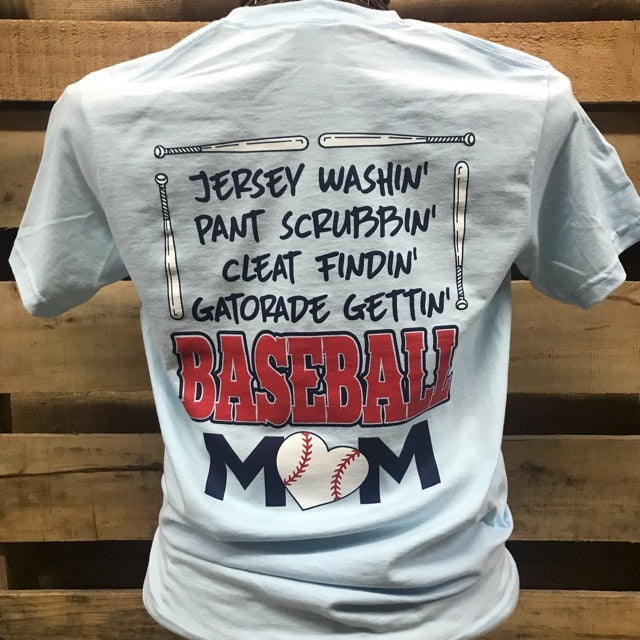 JERSEY WASHIN'
PANT SCRUBBIN'
CLEAT FINDIN'
GATORADE GETTIN'
BASEBALL
MOM